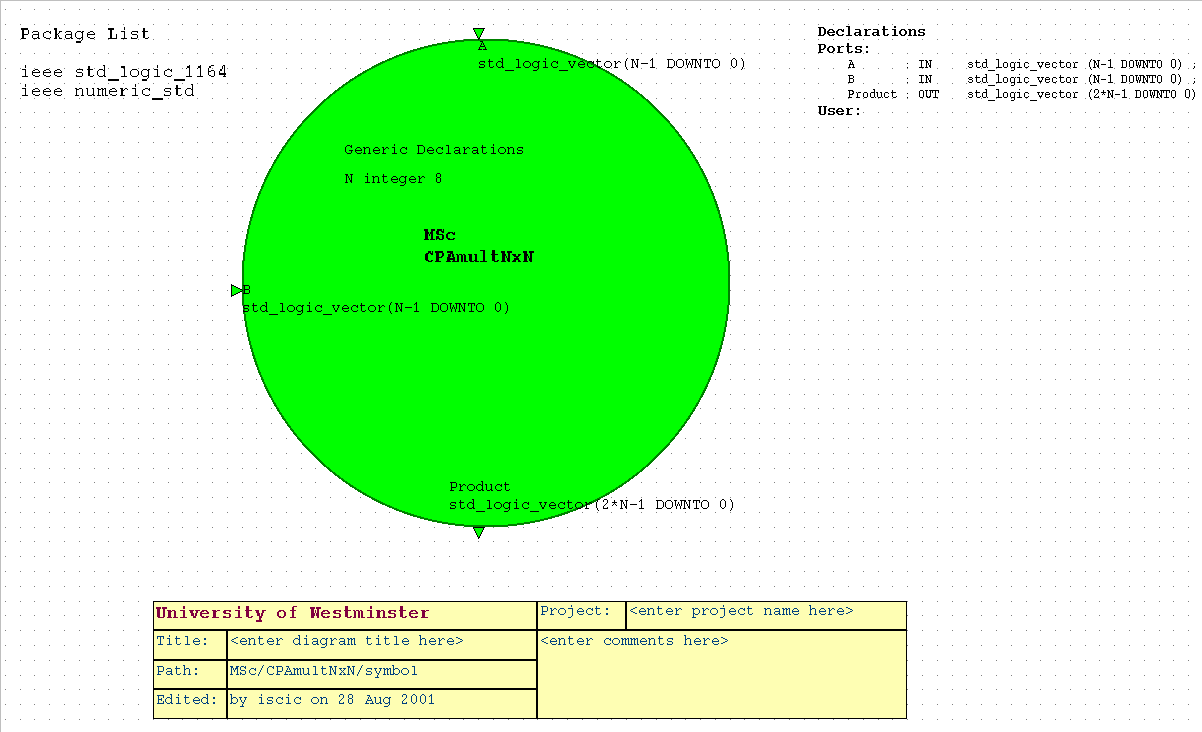 Package List
ieee std_logic_1164
ieee numeric_std
A
std_logic_vector(N-1 DOWNTO 0)
Generic Declarations
N integer 8
MSc
CPAmultNxN
B
std_logic_vector(N-1 DOWNTO 0)
Product
std_logic_vector(2*N-1 DOWNTO 0)
Declarations
Ports:
A : IN std_logic_vector (N-1 DOWNTO 0) ;
B : IN std_logic_vector (N-1 DOWNTO 0) ;
Product : OUT std_logic_vector (2*N-1 DOWNTO 0)
User:
University of Westminster
Project: <enter project name here>
Title: <enter diagram title here>
<enter comments here>
Path: MSc/CPAmultNxN/symbol
Edited: by iscic on 28 Aug 2001